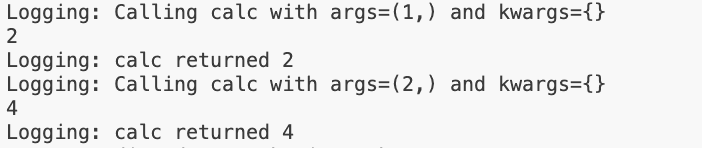 Logging: Calling calc with args=(1,) and kwargs={}
2
Logging: calc returned 2
Logging: Calling calc with args=(2,) and kwargs={}
4
Logging: calc returned 4